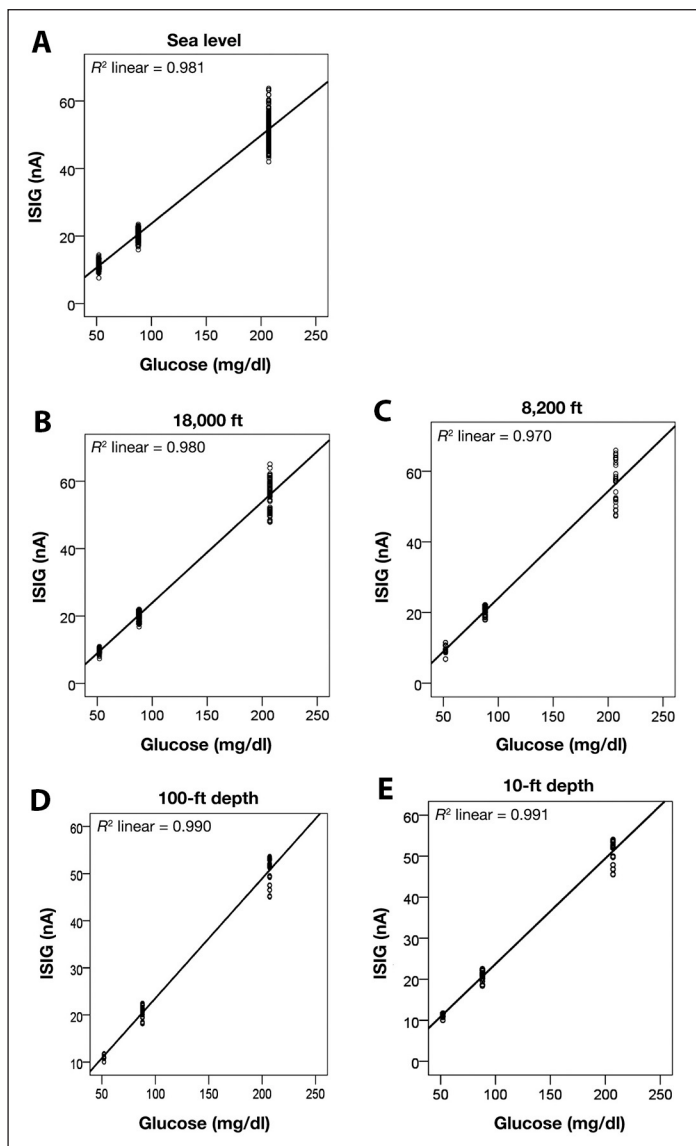 A
Sea level
R² linear = 0.981
60
40
20
0
50 100 150 200 250
ISIG (nA)
Glucose (mg/dl)
B
18,000 ft
R² linear = 0.980
60
40
20
0
50 100 150 200 250
ISIG (nA)
Glucose (mg/dl)
C
8,200 ft
R² linear = 0.970
60
40
20
0
50 100 150 200 250
ISIG (nA)
Glucose (mg/dl)
D
100-ft depth
R² linear = 0.990
60
50
40
30
20
10
50 100 150 200 250
ISIG (nA)
Glucose (mg/dl)
E
10-ft depth
R² linear = 0.991
60
50
40
30
20
10
0
50 100 150 200 250
ISIG (nA)
Glucose (mg/dl)